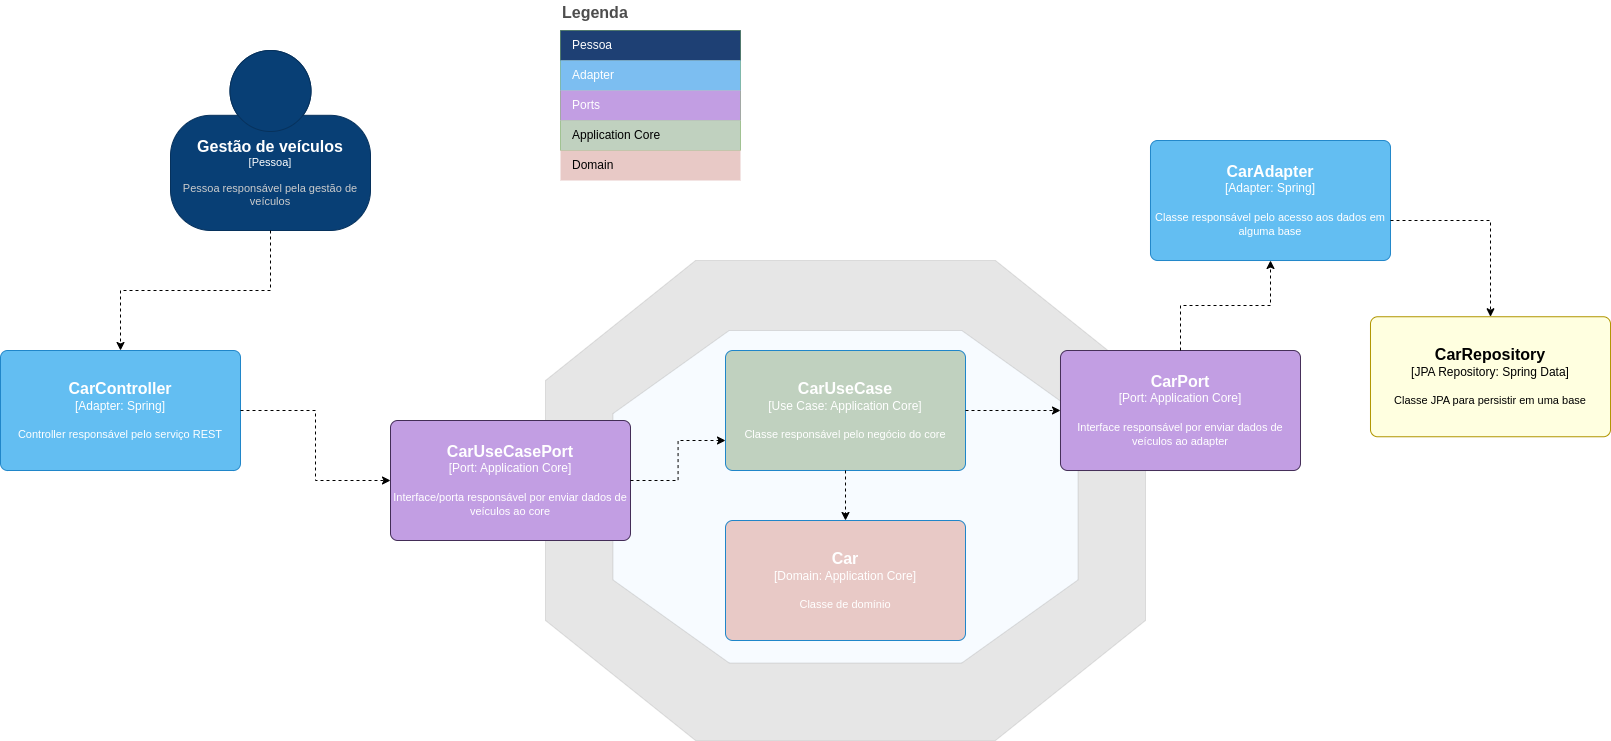 Legenda
Pessoa
Adapter
Ports
Application Core
Domain
Gestão de veículos
[Pessoa]
Pessoa responsável pela gestão de
veículos
CarAdapter
[Adapter: Spring]
Classe responsável pelo acesso aos dados em
alguma base
CarController
[Adapter: Spring]
Controller responsável pelo serviço REST
CarUseCasePort
[Port: Application Core]
Interface/porta responsável por enviar dados de
veículos ao core
CarUseCase
[Use Case: Application Core]
Classe responsável pelo negócio do core
Car
[Domain: Application Core]
Classe de domínio
CarPort
[Port: Application Core]
Interface responsável por enviar dados de
veículos ao adapter
CarRepository
[JPA Repository: Spring Data]
Classe JPA para persistir em uma base